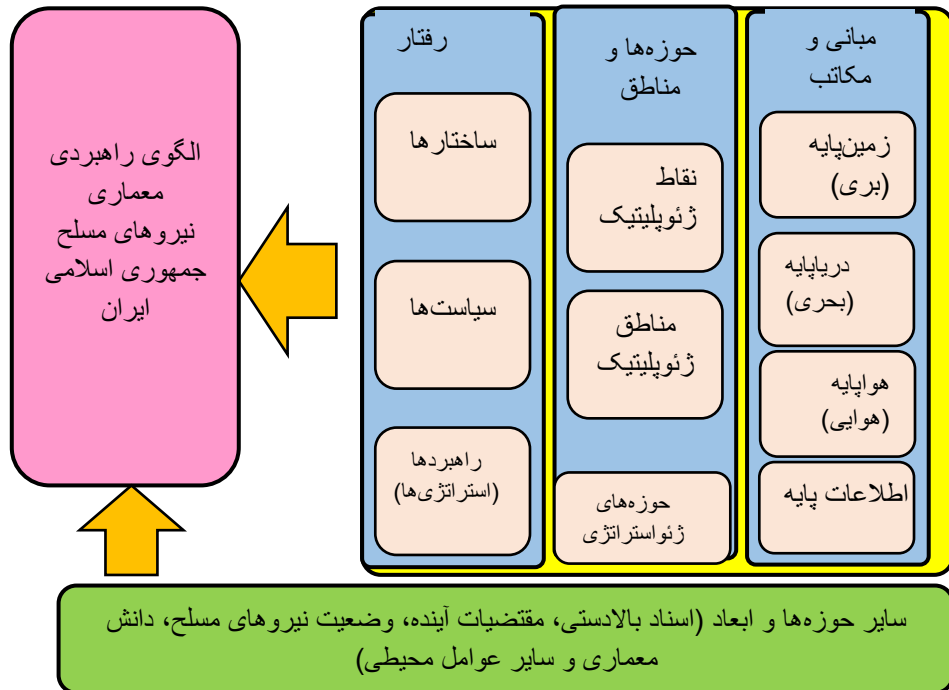 مبانی و
مکاتب
زمین‌پایه
(بری)
دریاپایه
(بحری)
هواپایه
(هوایی)
اطلاعات پایه
حوزه‌ها و
مناطق
نقاط
ژئوپلیتیک
مناطق
ژئوپلیتیک
حوزه‌های
ژئواستراتژی
رفتار
ساختارها
سیاست‌ها
راهبردها
(استراتژی‌ها)
الگوی راهبردی
معماری
نیروهای مسلح
جمهوری اسلامی
ایران
سایر حوزه‌ها و ابعاد (اسناد بالادستی، مقتضیات آینده، وضعیت نیروهای مسلح، دانش
معماری و سایر عوامل محیطی)